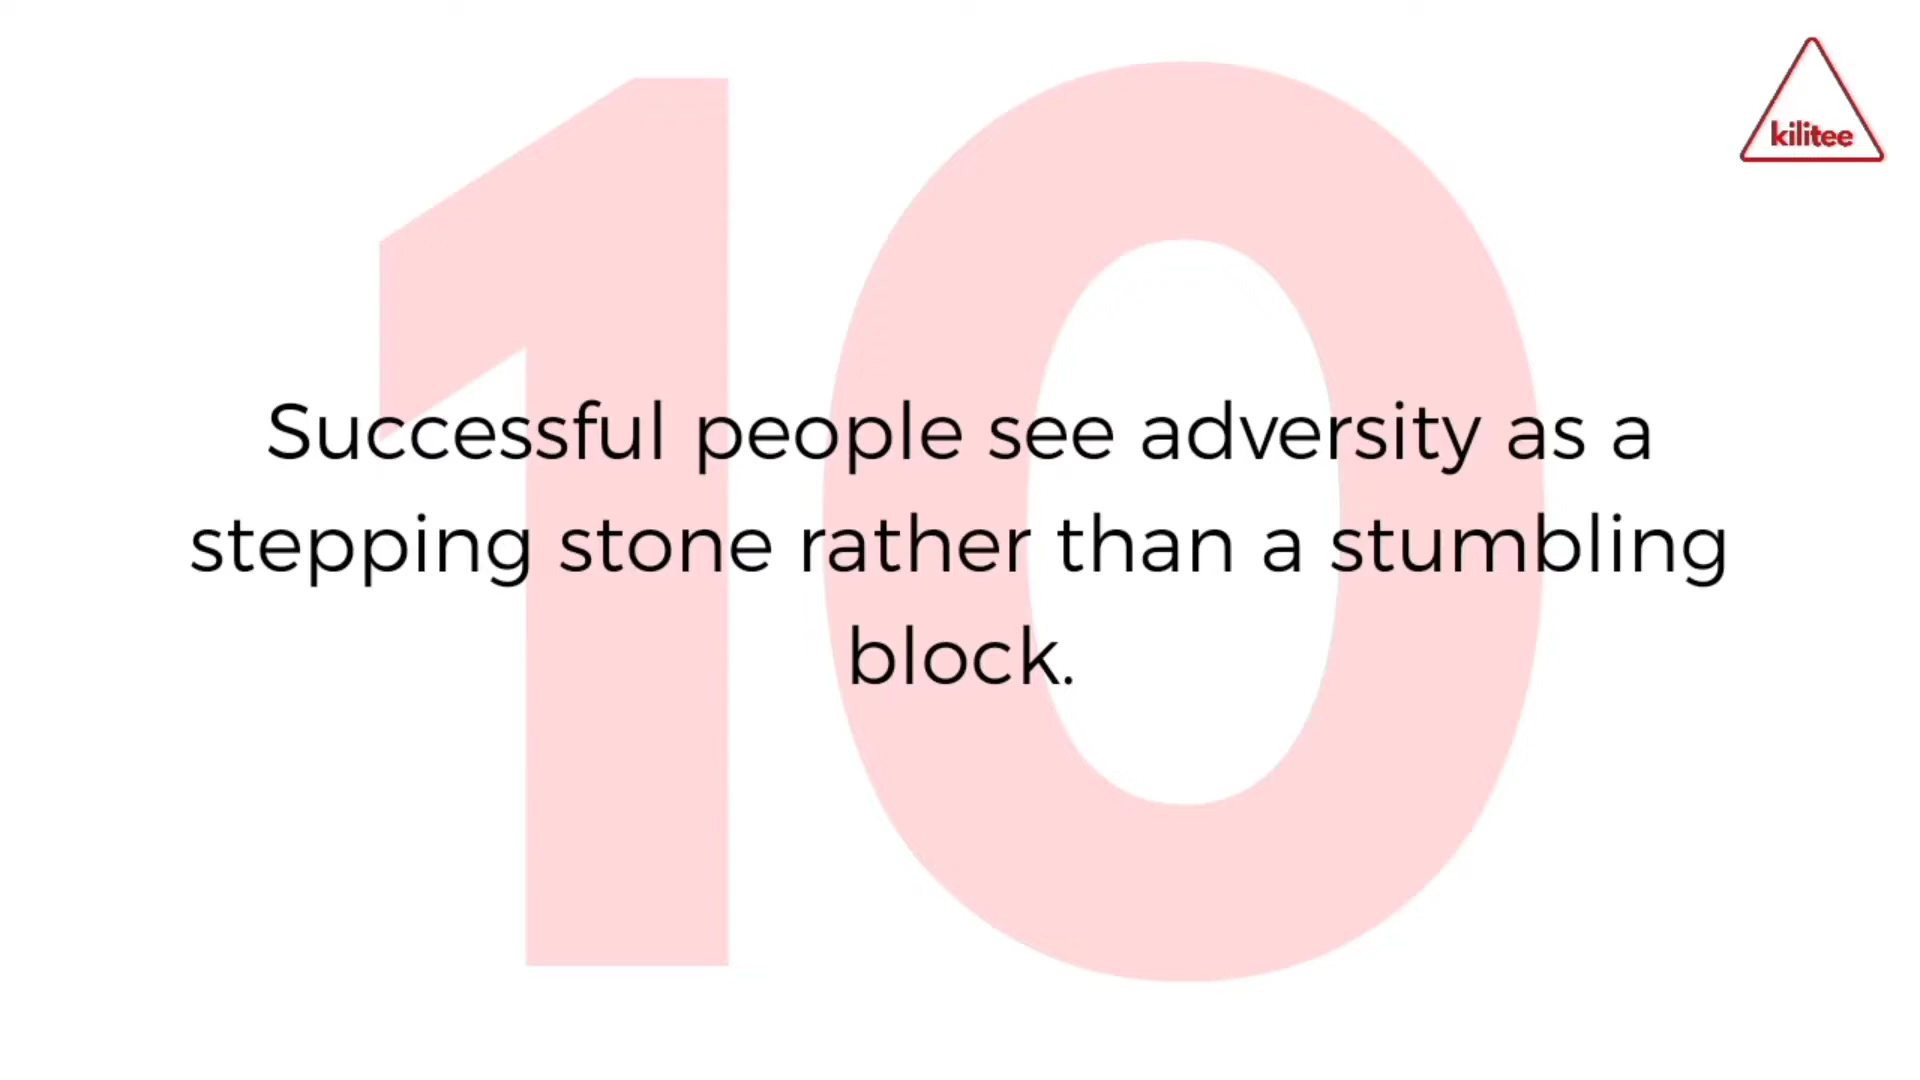 10
kilitee
Successful people see adversity as a
stepping stone rather than a stumbling
block.